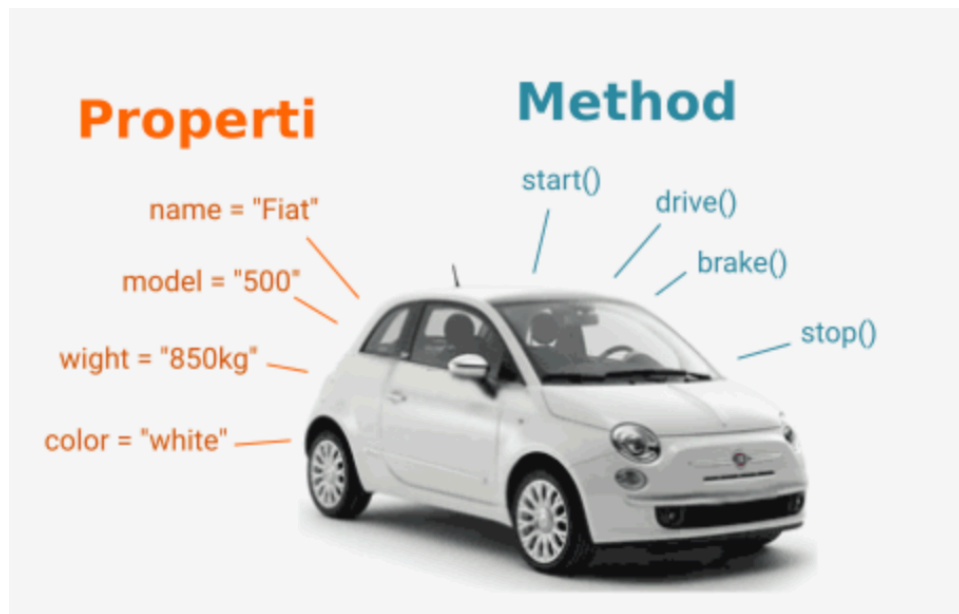 Properti
name = "Fiat"
model = "500"
wight = "850kg"
color = "white"
Method
start()
drive()
brake()
stop()